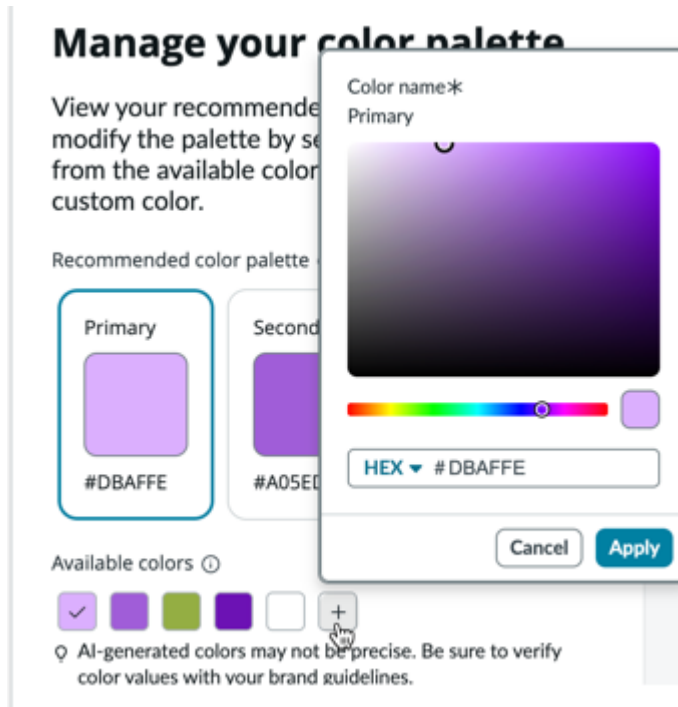 Manage your color palette
View your recommende
modify the palette by se
from the available color
custom color.
Recommended color palette
Primary
Second
#DBAFFE
#A05ED
Color name*
Primary
HEX #DBAFFE
Cancel Apply
Available colors
AI-generated colors may not be precise. Be sure to verify
color values with your brand guidelines.